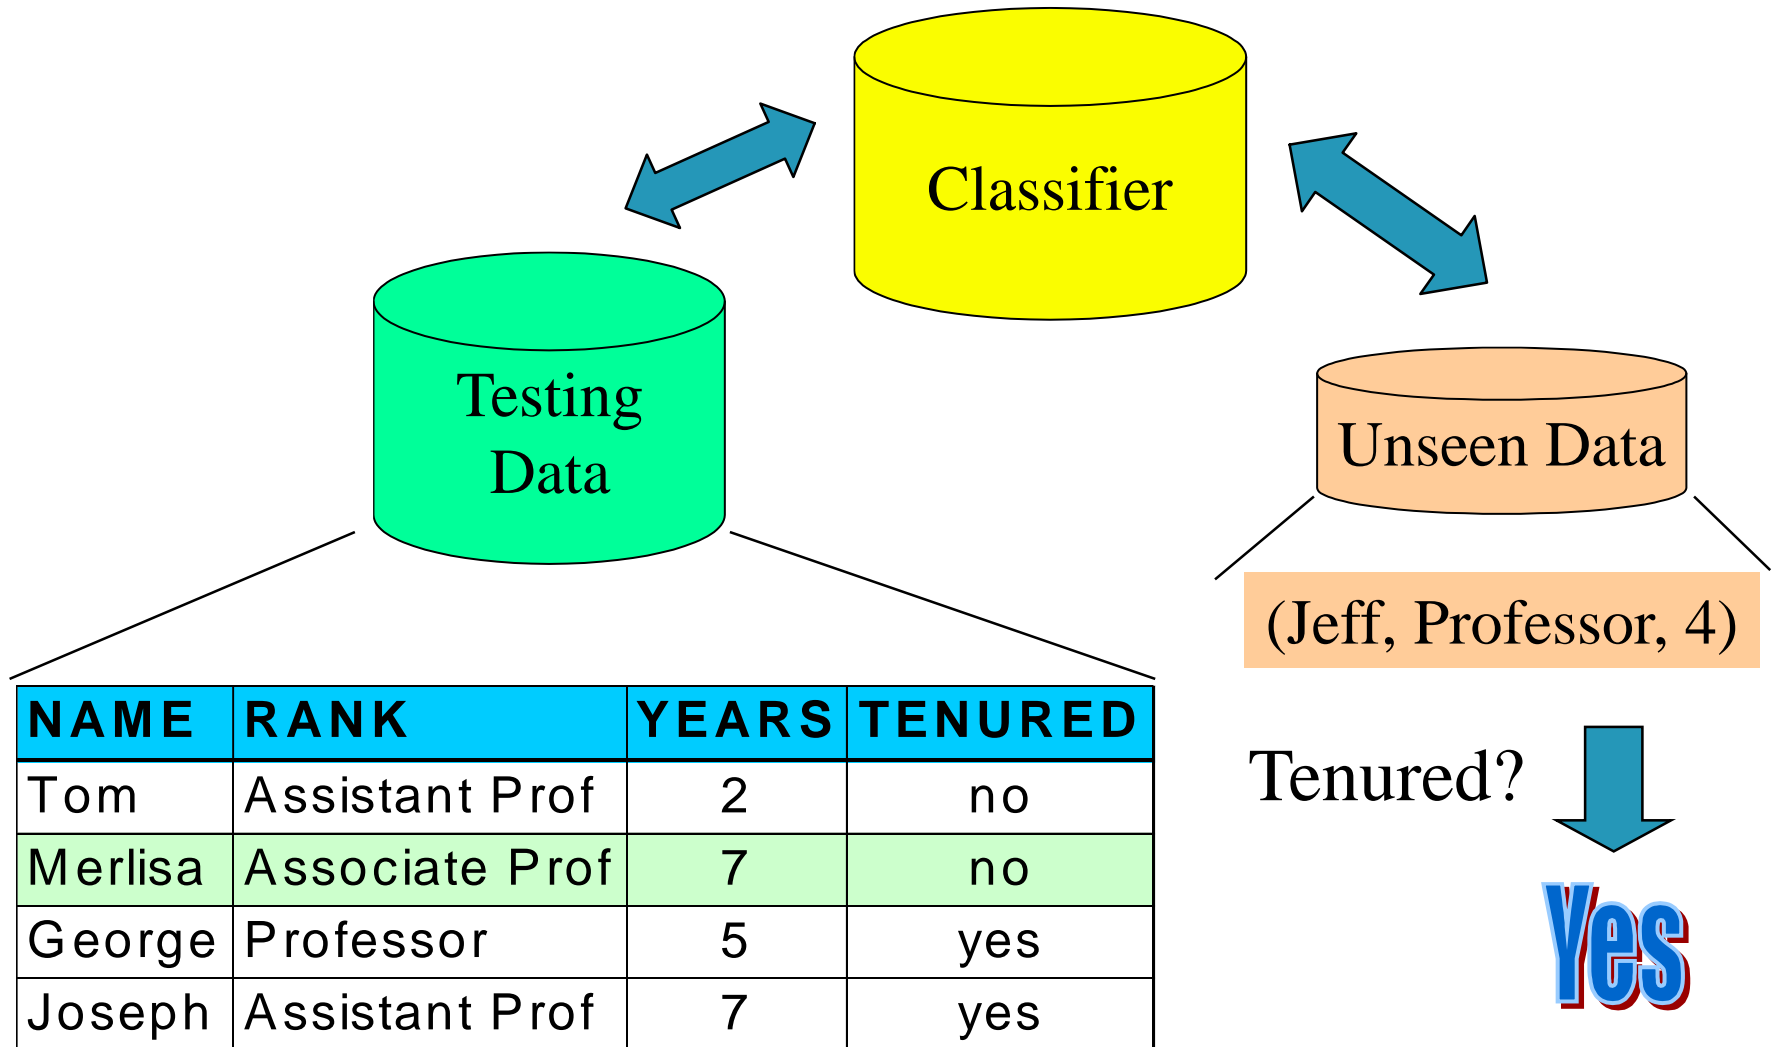 Classifier
Testing
Data
Unseen Data
(Jeff, Professor, 4)
NAME RANK YEARS TENURED
Tom Assistant Prof 2 no
Merlisa Associate Prof 7 no
George Professor 5 yes
Joseph Assistant Prof 7 yes
Tenured?
Yes